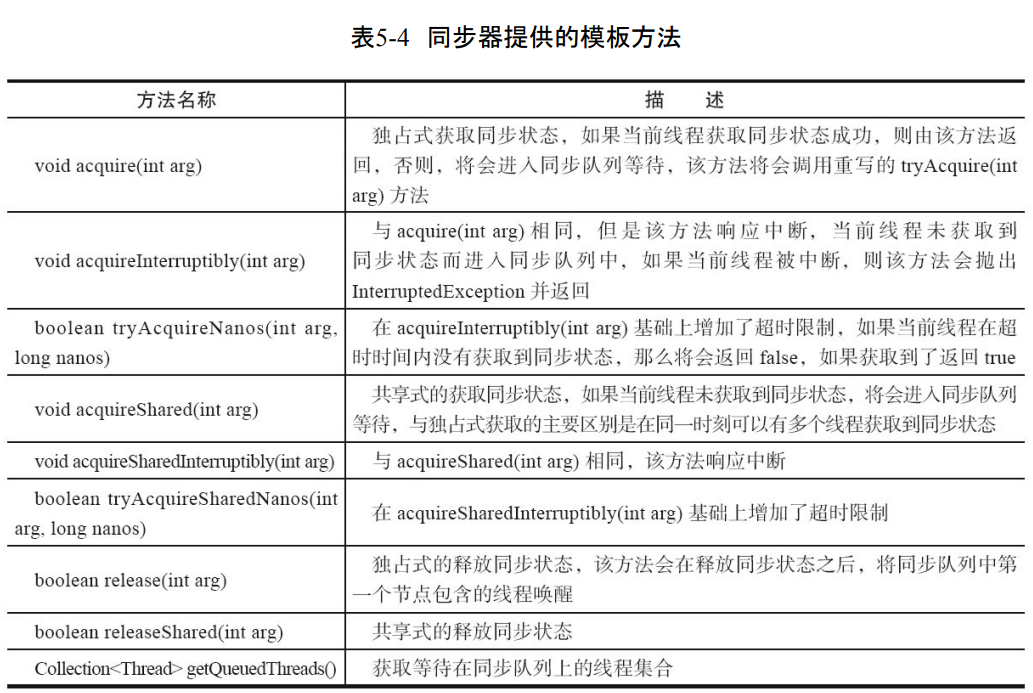 表5-4 同步器提供的模板方法
方法名称
描 述
void acquire(int arg)
独占式获取同步状态，如果当前线程获取同步状态成功，则由该方法返
回，否则，将会进入同步队列等待，该方法将会调用重写的 tryAcquire(int
arg) 方法
void acquireInterruptibly(int arg)
与 acquire(int arg) 相同，但是该方法响应中断，当前线程未获取到
同步状态而进入同步队列中，如果当前线程被中断，则该方法会抛出
InterruptedException 并返回
boolean tryAcquireNanos(int arg,
long nanos)
在 acquireInterruptibly(int arg) 基础上增加了超时限制，如果当前线程在超
时时间内没有获取到同步状态，那么将会返回 false，如果获取到了返回 true
void acquireShared(int arg)
共享式的获取同步状态，如果当前线程未获取到同步状态，将会进入同步队列
等待，与独占式获取的主要区别是在同一时刻可以有多个线程获取到同步状态
void acquireSharedInterruptibly(int arg)
与 acquireShared(int arg) 相同，该方法响应中断
boolean tryAcquireSharedNanos(int
arg, long nanos)
在 acquireSharedInterruptibly(int arg) 基础上增加了超时限制
boolean release(int arg)
独占式的释放同步状态，该方法会在释放同步状态之后，将同步队列中第
一个节点包含的线程唤醒
boolean releaseShared(int arg)
共享式的释放同步状态
Collection<Thread> getQueuedThreads()
获取等待在同步队列上的线程集合